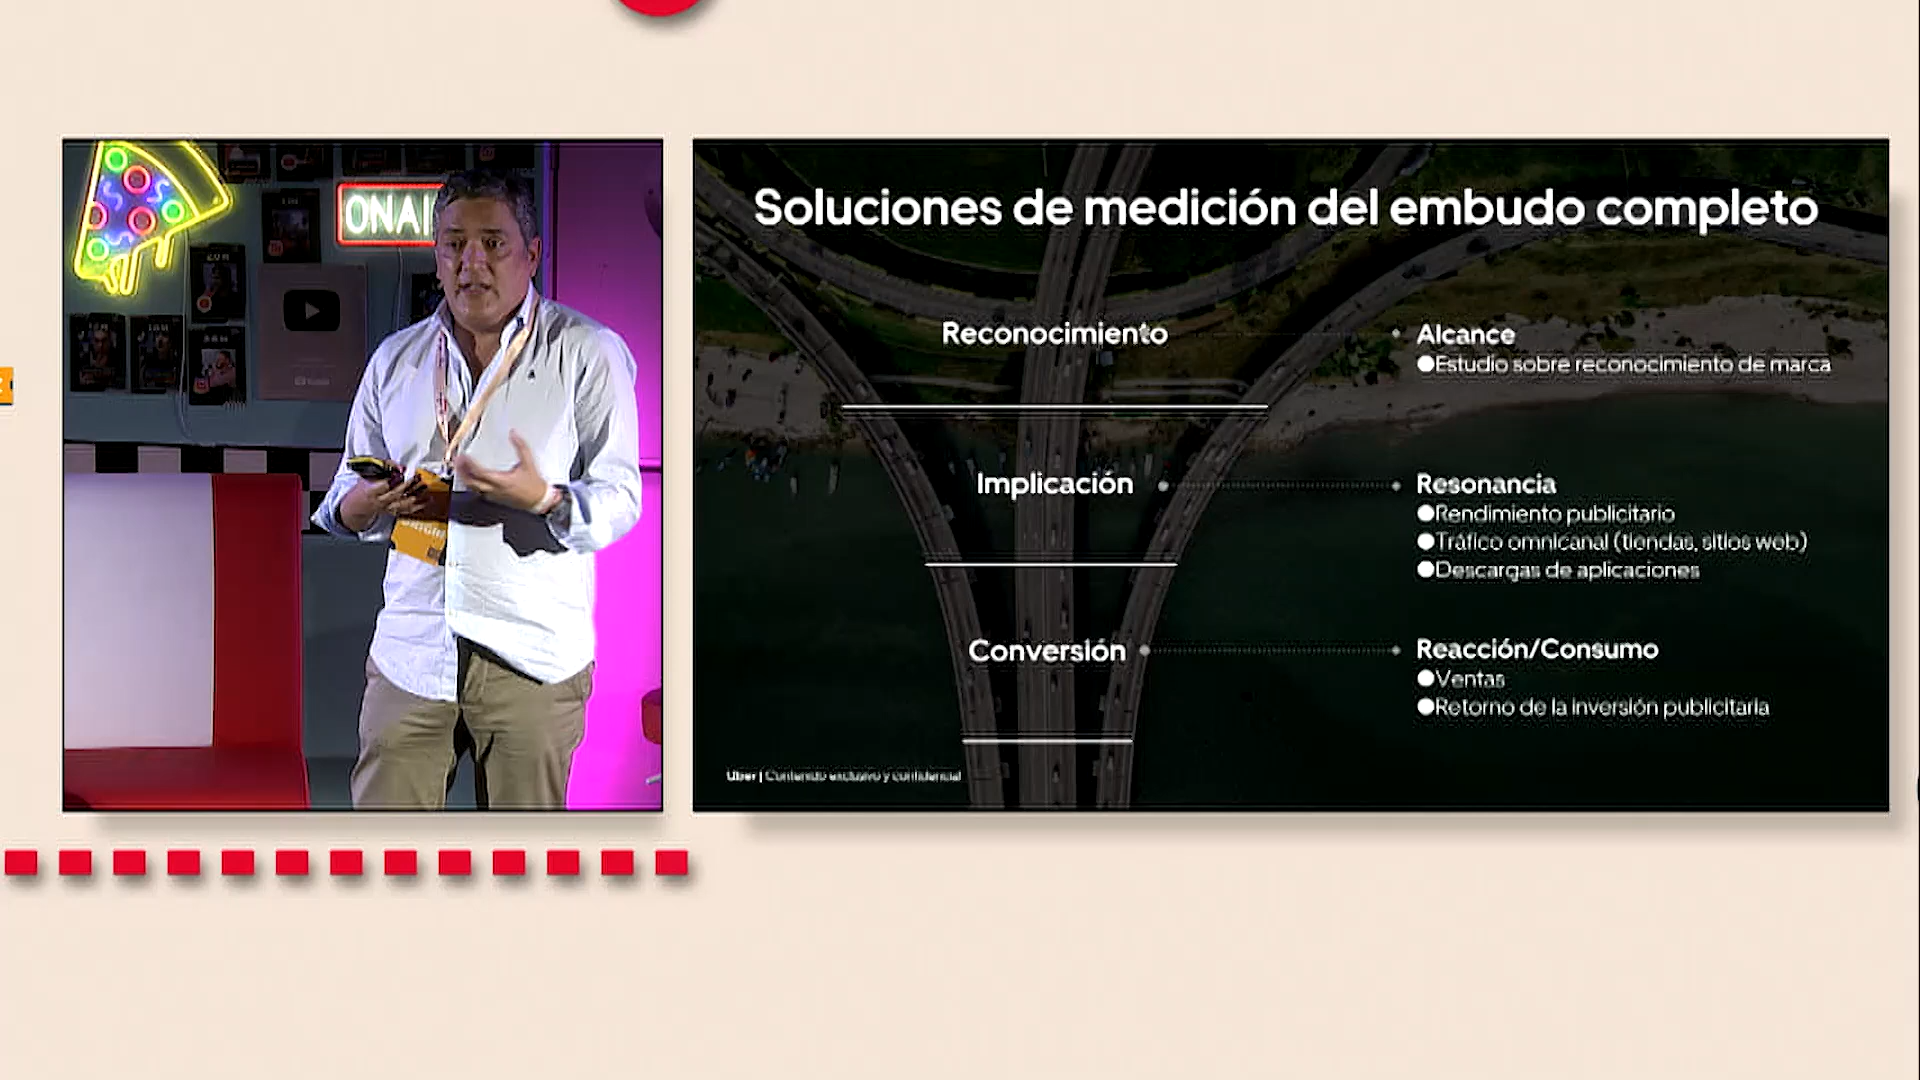 ONAI
Soluciones de medición del embudo completo
Reconocimiento
Alcance
Estudio sobre reconocimiento de marca
Implicación
Resonancia
Rendimiento publicitario
Tráfico omnicanal (tiendas, sitios web)
Descargas de aplicaciones
Conversión
Reacción/Consumo
Ventas
Retorno de la inversión publicitaria
Uber | Contenido exclusivo y confidencial